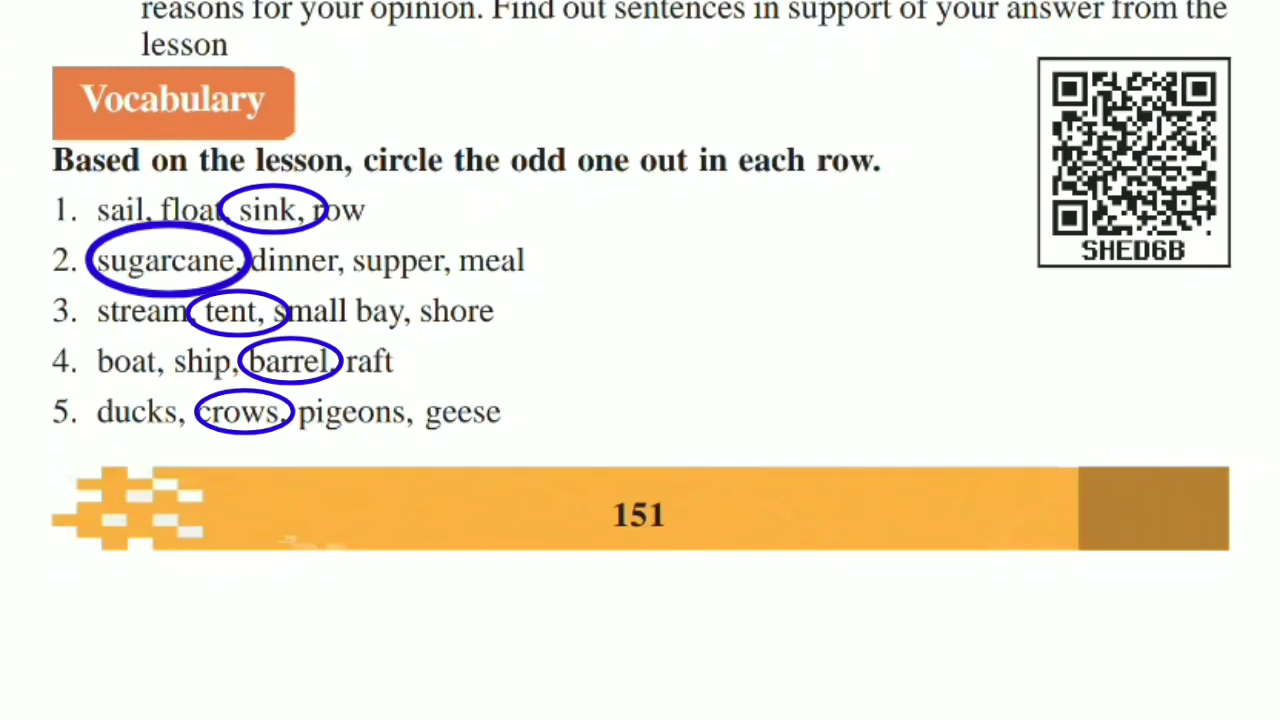 reasons for your opinion. Find out sentences in support of your answer from the
lesson
Vocabulary
Based on the lesson, circle the odd one out in each row.
1. sail, float, sink, row
2. sugarcane, dinner, supper, meal
3. stream, tent, small bay, shore
4. boat, ship, barrel, raft
5. ducks, crows, pigeons, geese
SHED6B
151